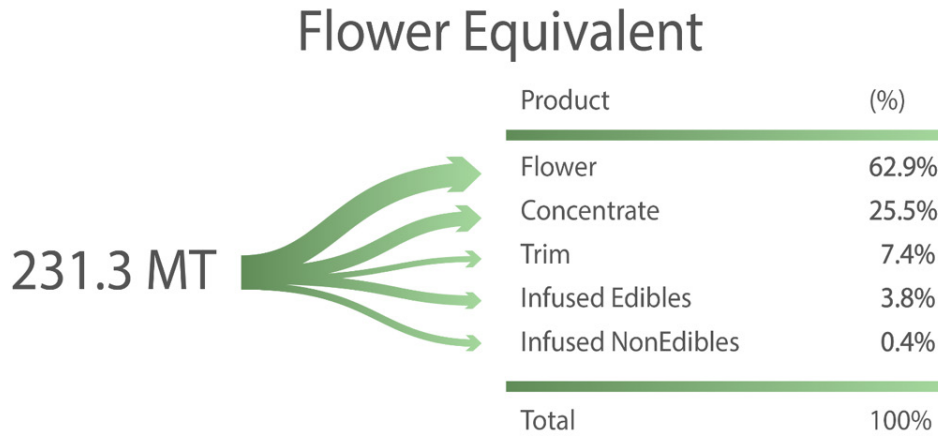 Flower Equivalent
231.3 MT
Product (%)
Flower 62.9%
Concentrate 25.5%
Trim 7.4%
Infused Edibles 3.8%
Infused NonEdibles 0.4%
Total 100%